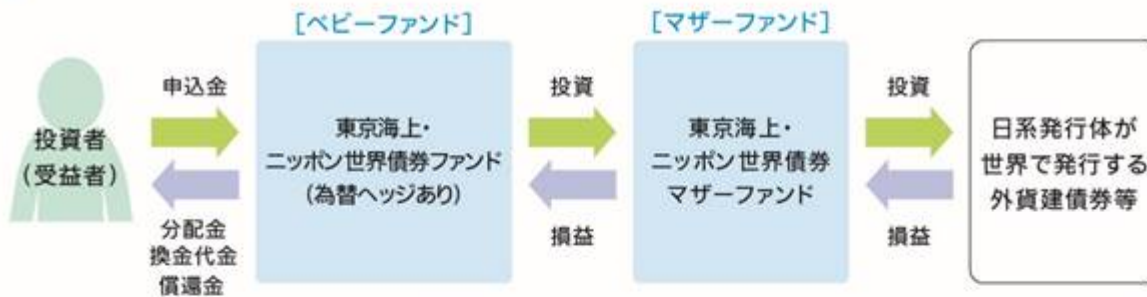 [ベビーファンド]
[マザーファンド]
投資者
(受益者)
申込金
分配金
換金代金
償還金
東京海上・
ニッポン世界債券ファンド
(為替ヘッジあり)
投資
損益
東京海上・
ニッポン世界債券
マザーファンド
投資
損益
日系発行体が
世界で発行する
外貨建債券等